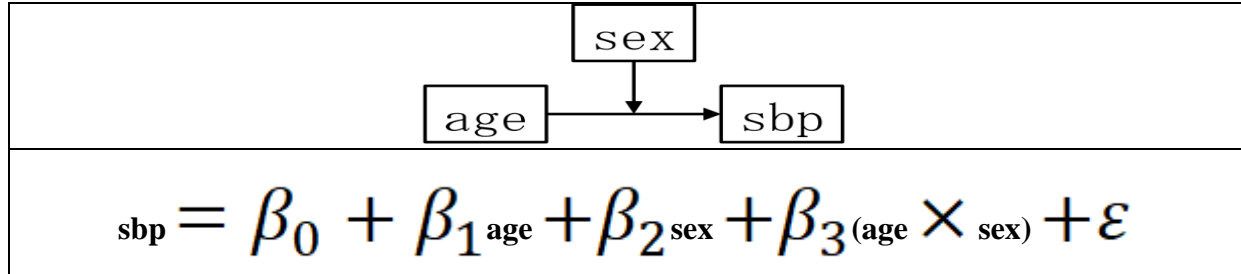 sex
age sbp
sbp = β₀ + β₁age + β₂sex + β₃(age × sex) + ε